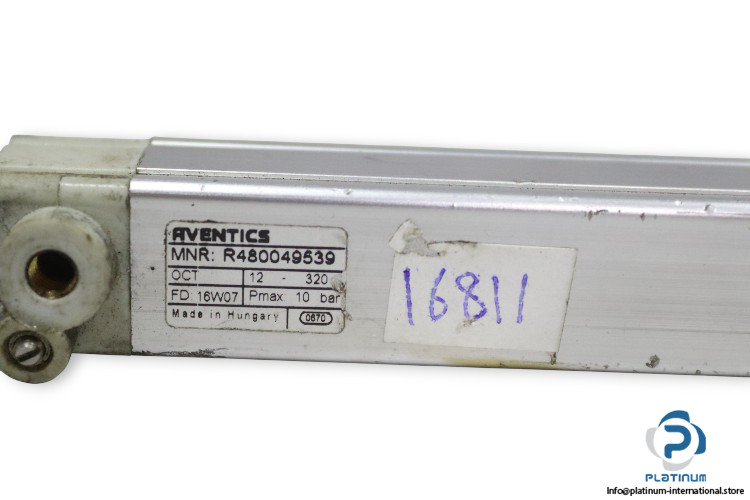 AVENTICS
MNR: R480049539
OCT 12 - 320
FD: 16W07 Pmax: 10 bar
Made in Hungary 0670
16811
PLATINUM
Info@platinum-international.store